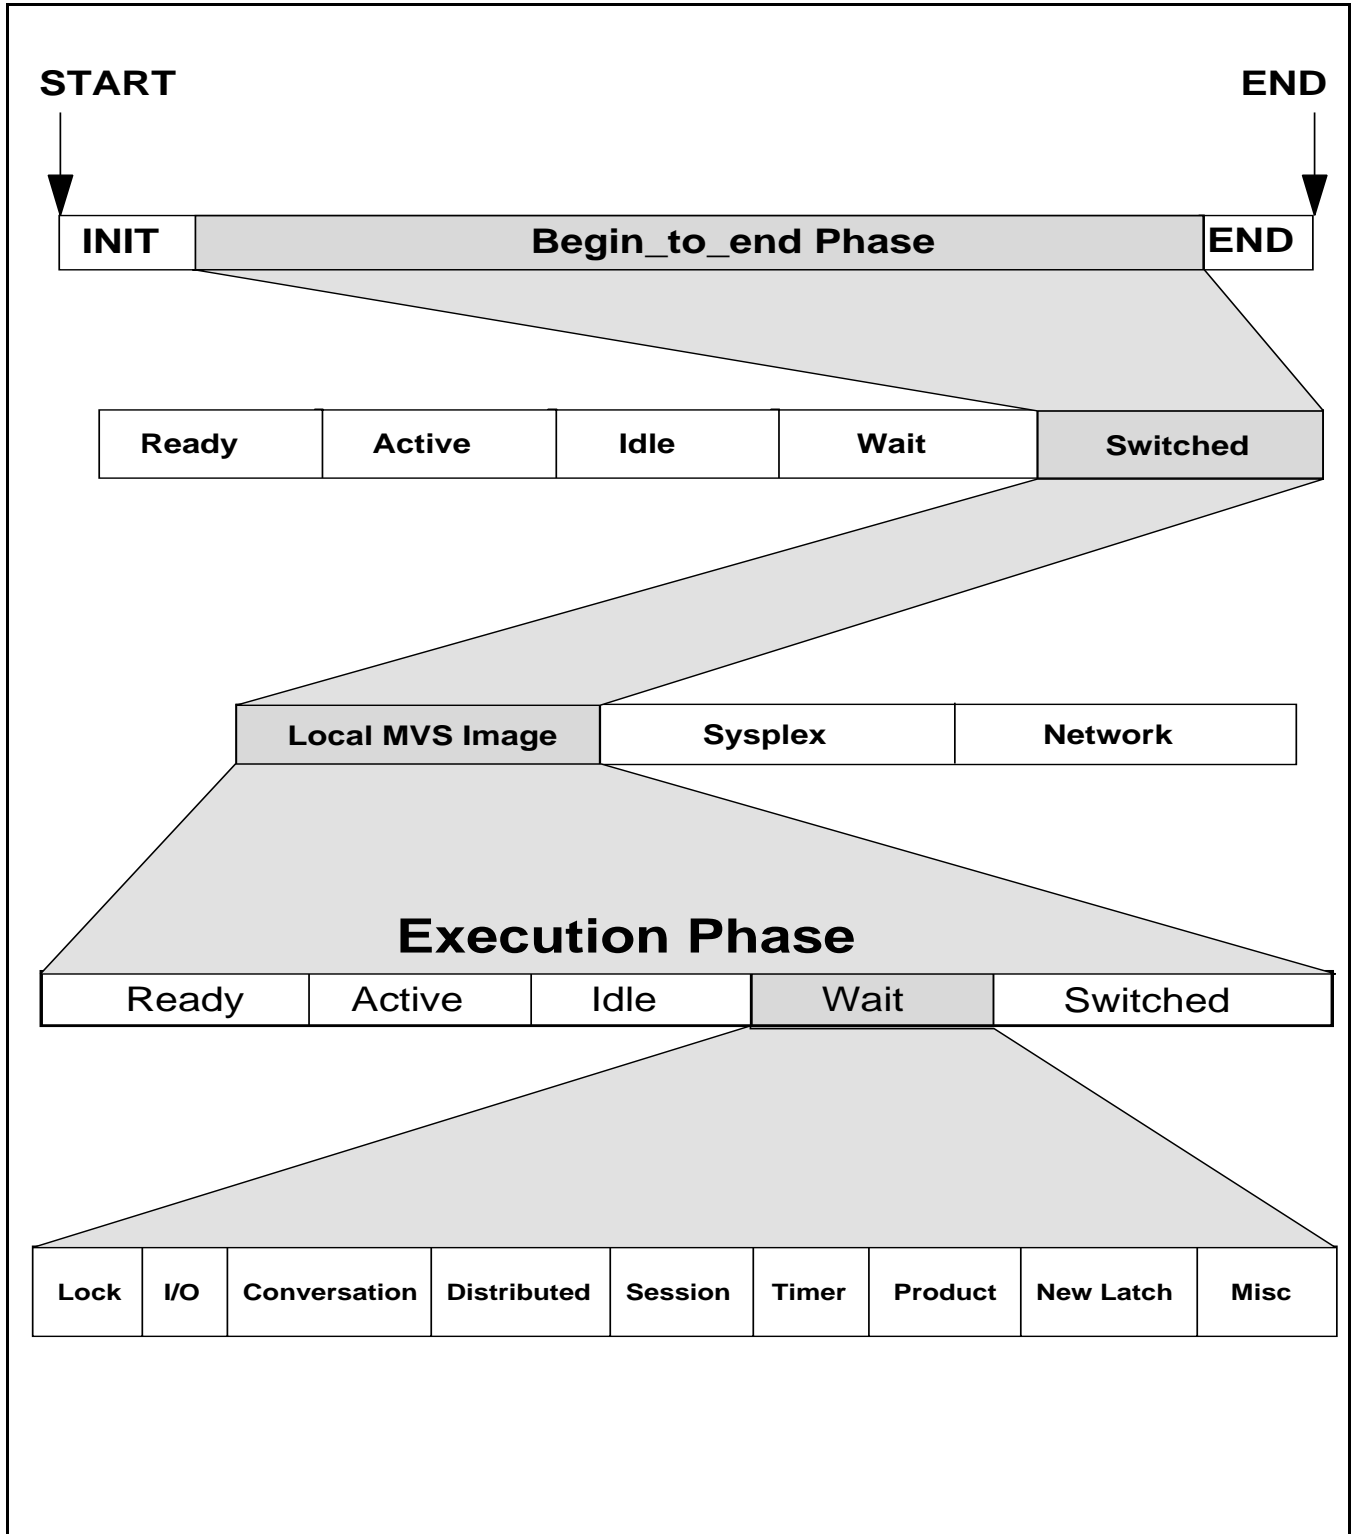 START END
INIT Begin_to_end Phase END
Ready Active Idle Wait Switched
Local MVS Image Sysplex Network
Execution Phase
Ready Active Idle Wait Switched
Lock I/O Conversation Distributed Session Timer Product New Latch Misc